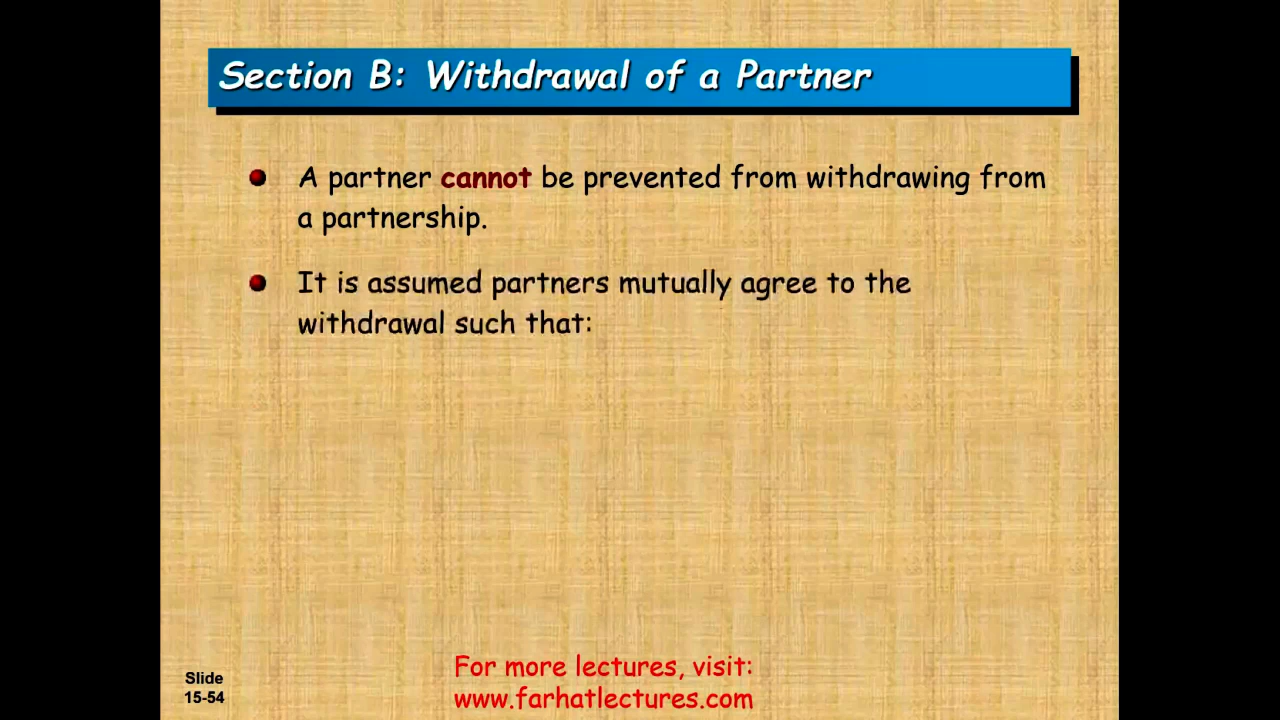 Section B: Withdrawal of a Partner
A partner cannot be prevented from withdrawing from
a partnership.
It is assumed partners mutually agree to the
withdrawal such that:
For more lectures, visit:
www.farhatlectures.com
Slide
15-54